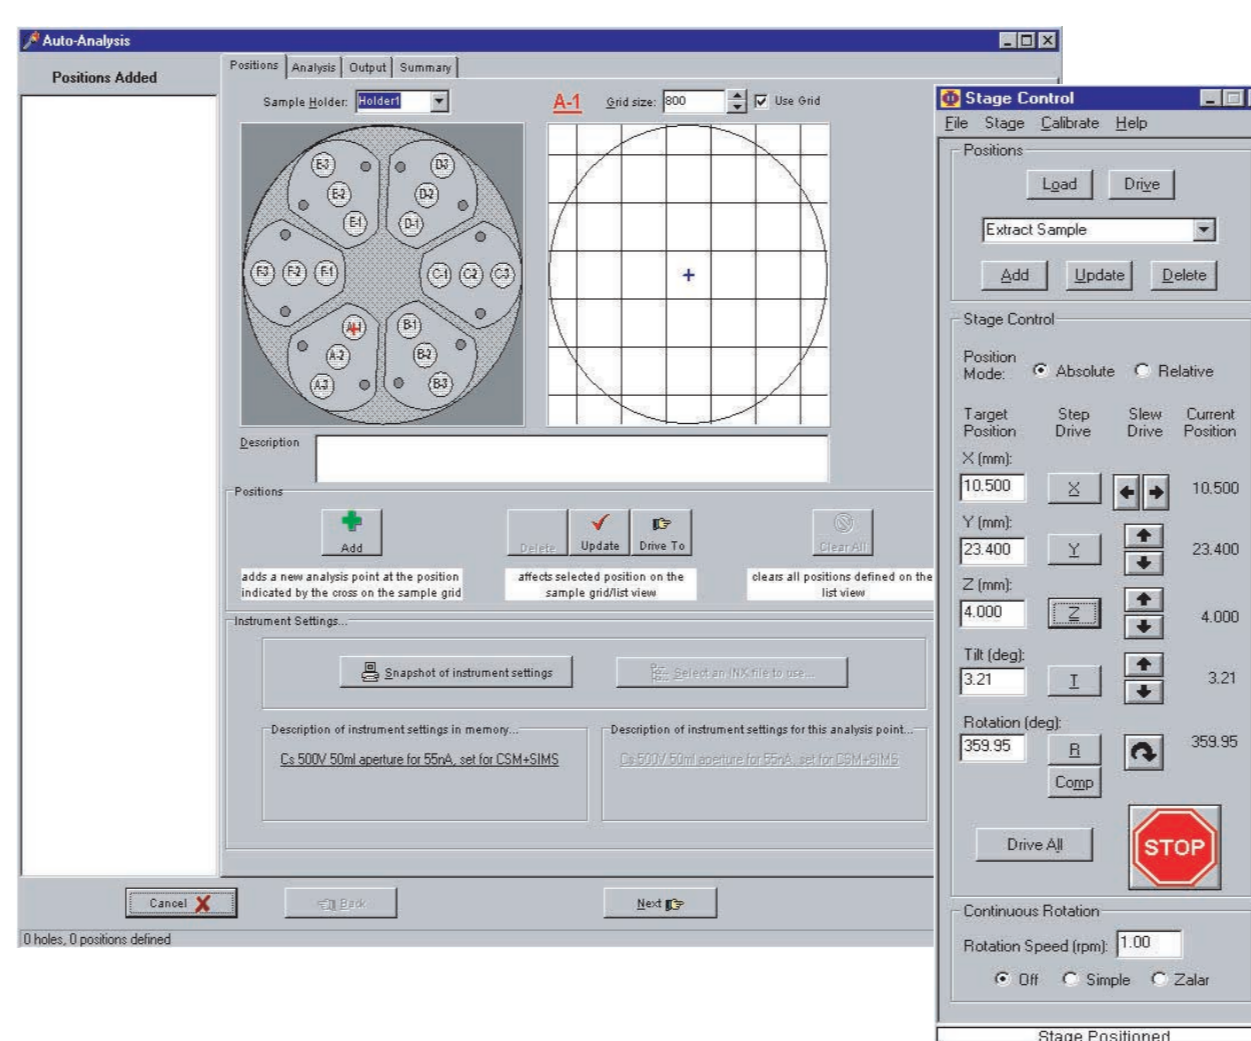 Auto-Analysis
Positions Added
Positions Analysis Output Summary
Sample Holder: Holder1
A-1 Grid size: 800 Use Grid
E-3 D-3
E-2 D-2
E-1 D-1
F-3 F-2 F-1 C-1 C-2 C-3
A-1 B-1
A-2 B-2
A-3 B-3
Description
Positions
Add
Delete Update Drive To
Clear All
adds a new analysis point at the position
indicated by the cross on the sample grid
affects selected position on the
sample grid/list view
clears all positions defined on the
list view
Instrument Settings...
Snapshot of instrument settings
Select an INX file to use...
Description of instrument settings in memory...
Cs 500V 50ml aperture for 55nA, set for CSM+SIMS
Description of instrument settings for this analysis point...
Cs 500V 50ml aperture for 55nA, set for CSM+SIMS
Cancel
Back
Next
0 holes, 0 positions defined
Stage Control
File Stage Calibrate Help
Positions
Load Drive
Extract Sample
Add Update Delete
Stage Control
Position
Mode: Absolute Relative
Target Step Slew Current
Position Drive Drive Position
X (mm):
10.500 X 10.500
Y (mm):
23.400 Y 23.400
Z (mm):
4.000 Z 4.000
Tilt (deg):
3.21 T 3.21
Rotation (deg):
359.95 R 359.95
Comp
Drive All
STOP
Continuous Rotation
Rotation Speed (rpm): 1.00
Off Simple Zalar
Stage Positioned